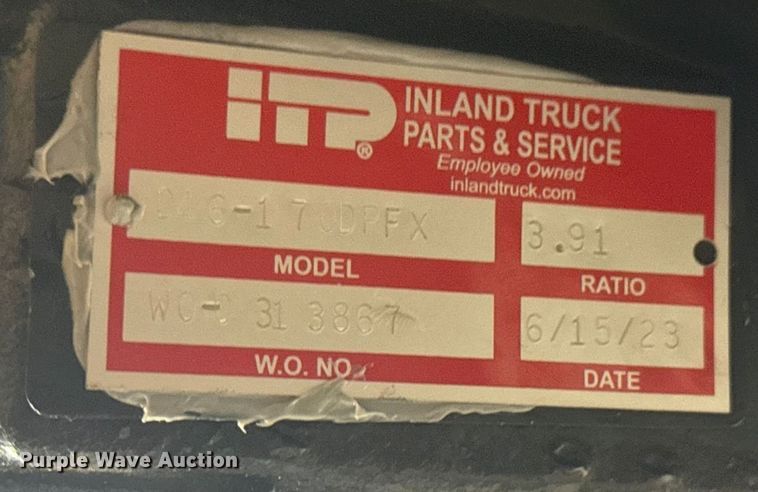 ITP®
INLAND TRUCK
PARTS & SERVICE
Employee Owned
inlandtruck.com
3.91
MODEL
RATIO
6/15/23
W.O. NO.
DATE
Purple Wave Auction